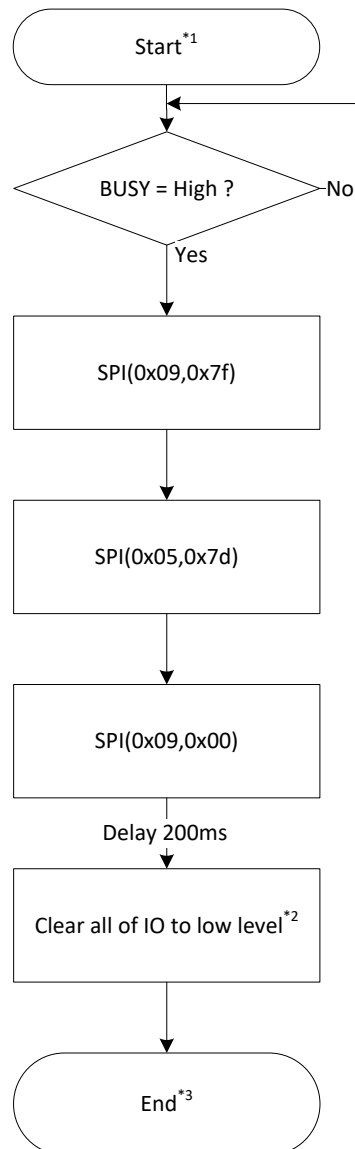 Start*1
BUSY = High ?
No
Yes
SPI(0x09,0x7f)
SPI(0x05,0x7d)
SPI(0x09,0x00)
Delay 200ms
Clear all of IO to low level*2
End*3